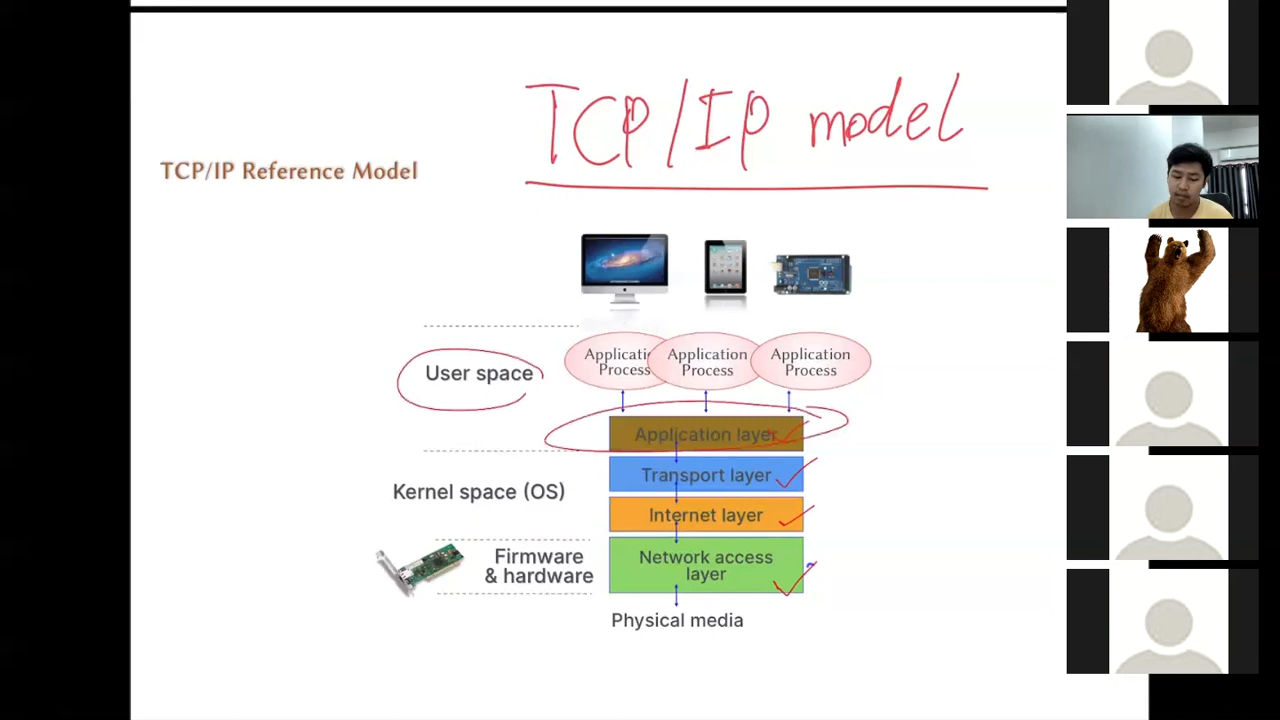 TCP/IP model
TCP/IP Reference Model
User space
Applicati
Process
Application
Process
Application
Process
Application layer
Transport layer
Kernel space (OS)
Internet layer
Firmware
& hardware
Network access
layer
Physical media